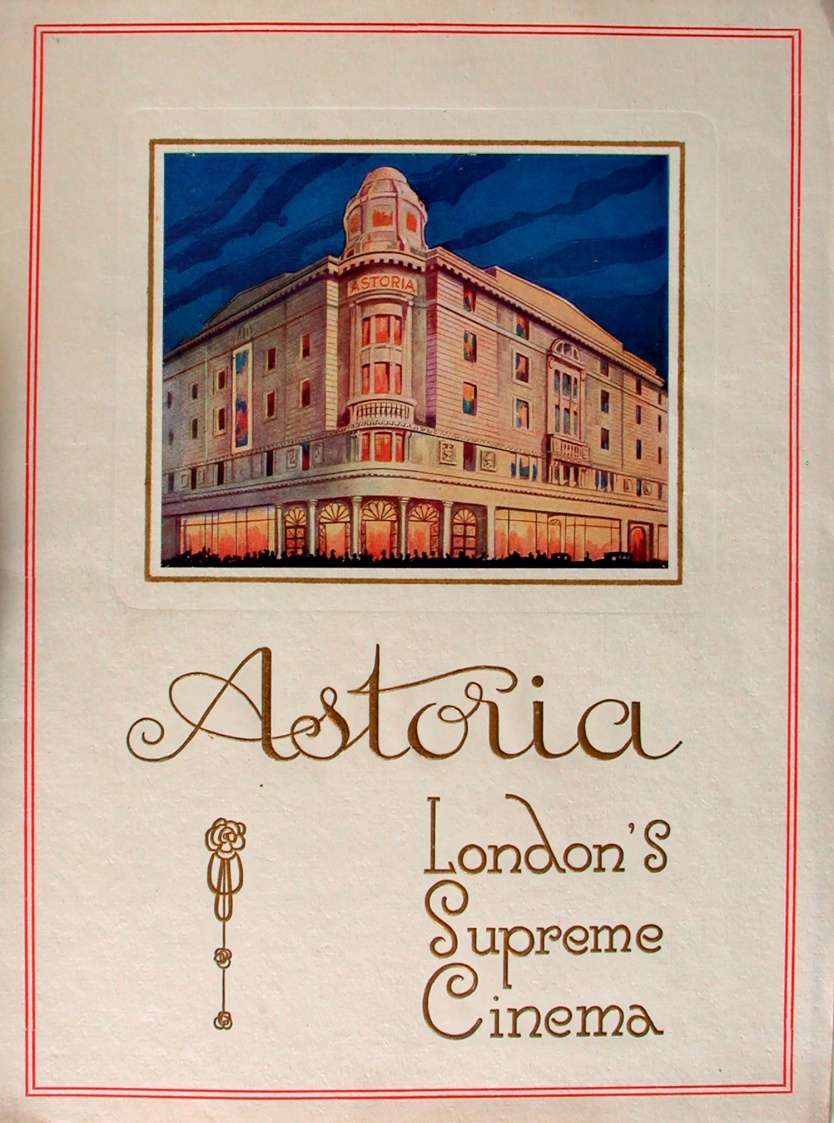 ASTORIA
Astoria
London's
Supreme
Cinema